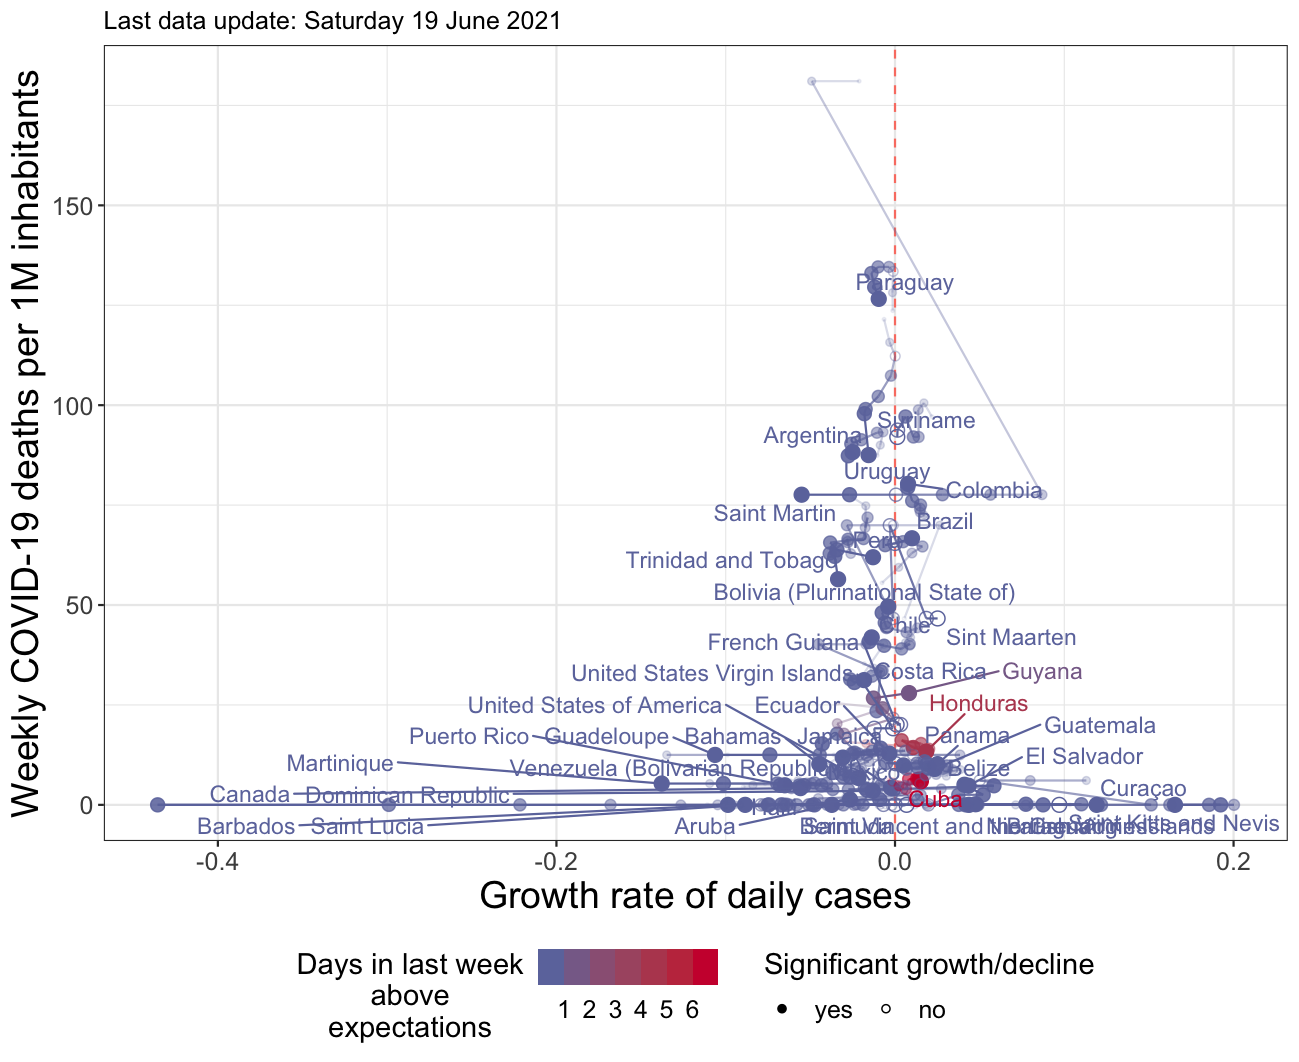 Last data update: Saturday 19 June 2021
Weekly COVID-19 deaths per 1M inhabitants
150
100
50
0
Paraguay
Suriname
Argentina
Uruguay
Colombia
Saint Martin
Brazil
Peru
Trinidad and Tobago
Bolivia (Plurinational State of)
Chile
Sint Maarten
French Guiana
United States Virgin Islands
Costa Rica
Guyana
United States of America
Ecuador
Honduras
Puerto Rico
Guadeloupe
Bahamas
Jamaica
Panama
Guatemala
Martinique
Venezuela (Bolivarian Republic
Belize
El Salvador
Canada
Dominican Republic
Cuba
Curaçao
Barbados
Saint Lucia
Aruba
Saint Kitts and Nevis
-0.4
-0.2
0.0
0.2
Growth rate of daily cases
Days in last week
above
expectations
1 2 3 4 5 6
Significant growth/decline
yes
no